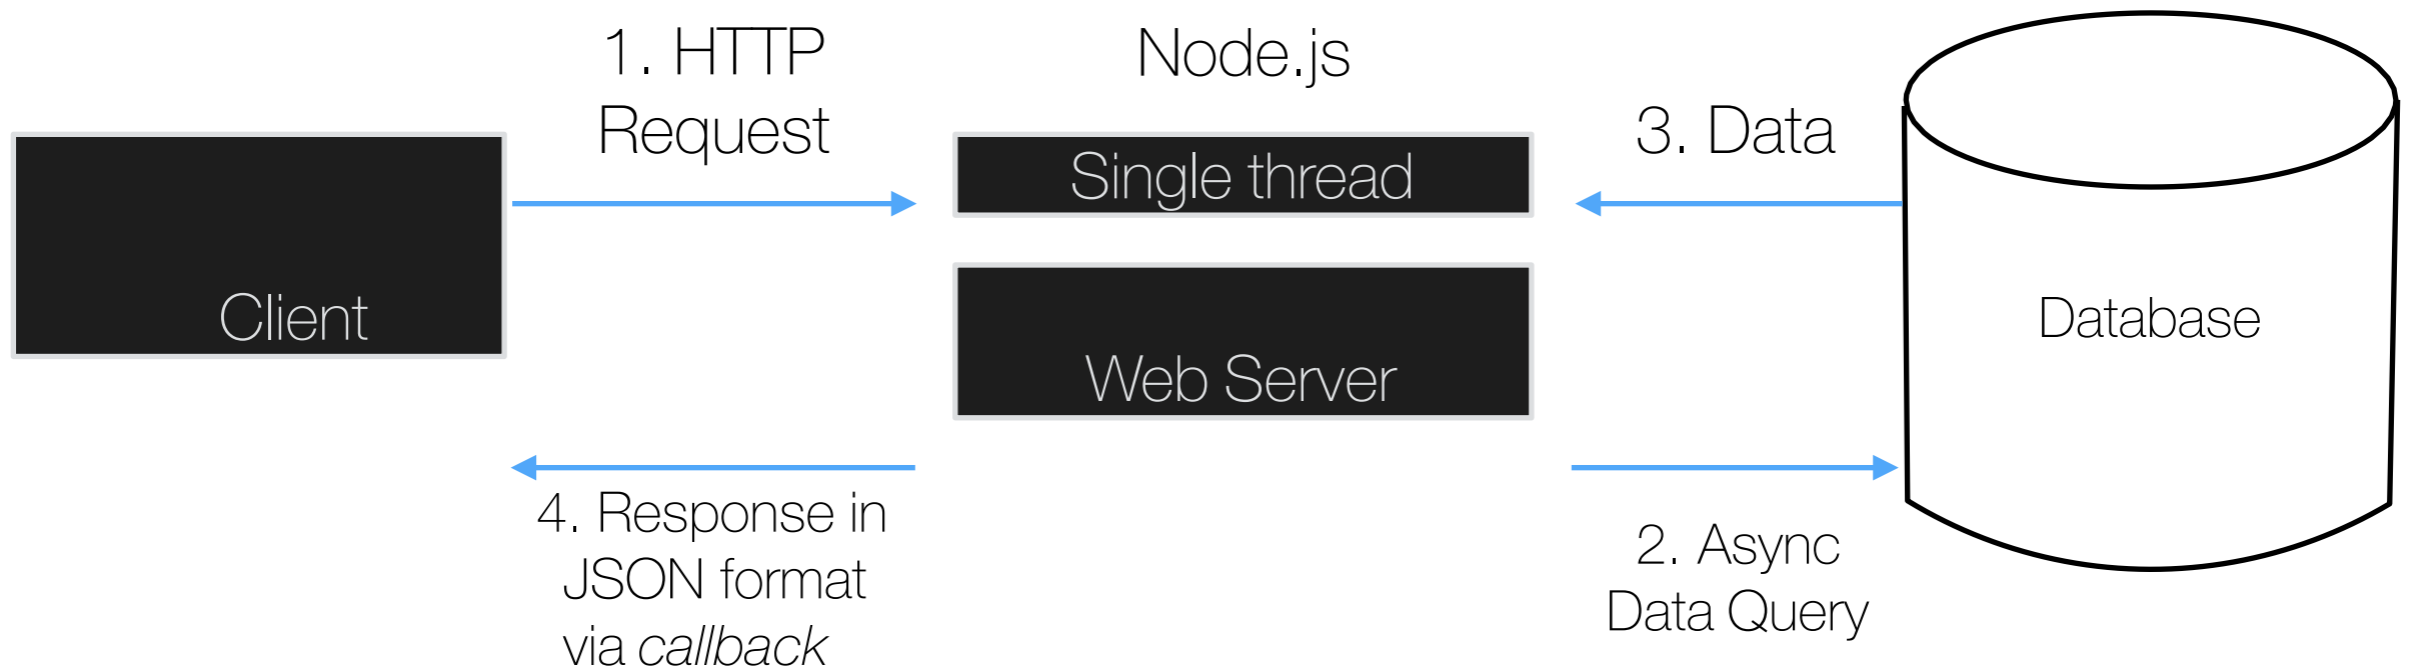 1. HTTP
Request
Node.js
Single thread
3. Data
Client
Web Server
Database
4. Response in
JSON format
via callback
2. Async
Data Query